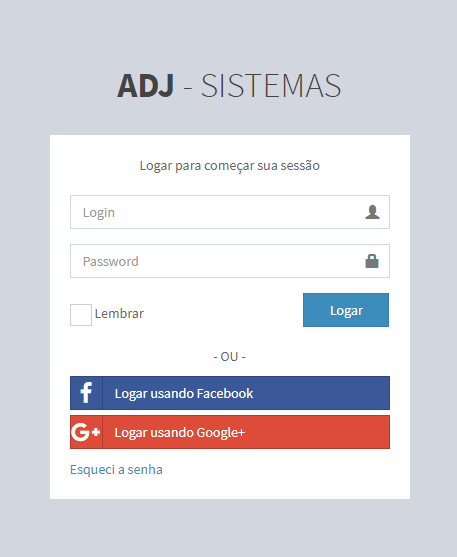 ADJ - SISTEMAS
Logar para começar sua sessão
Login
Password
Lembrar
Logar
- OU -
f Logar usando Facebook
G+ Logar usando Google+
Esqueci a senha